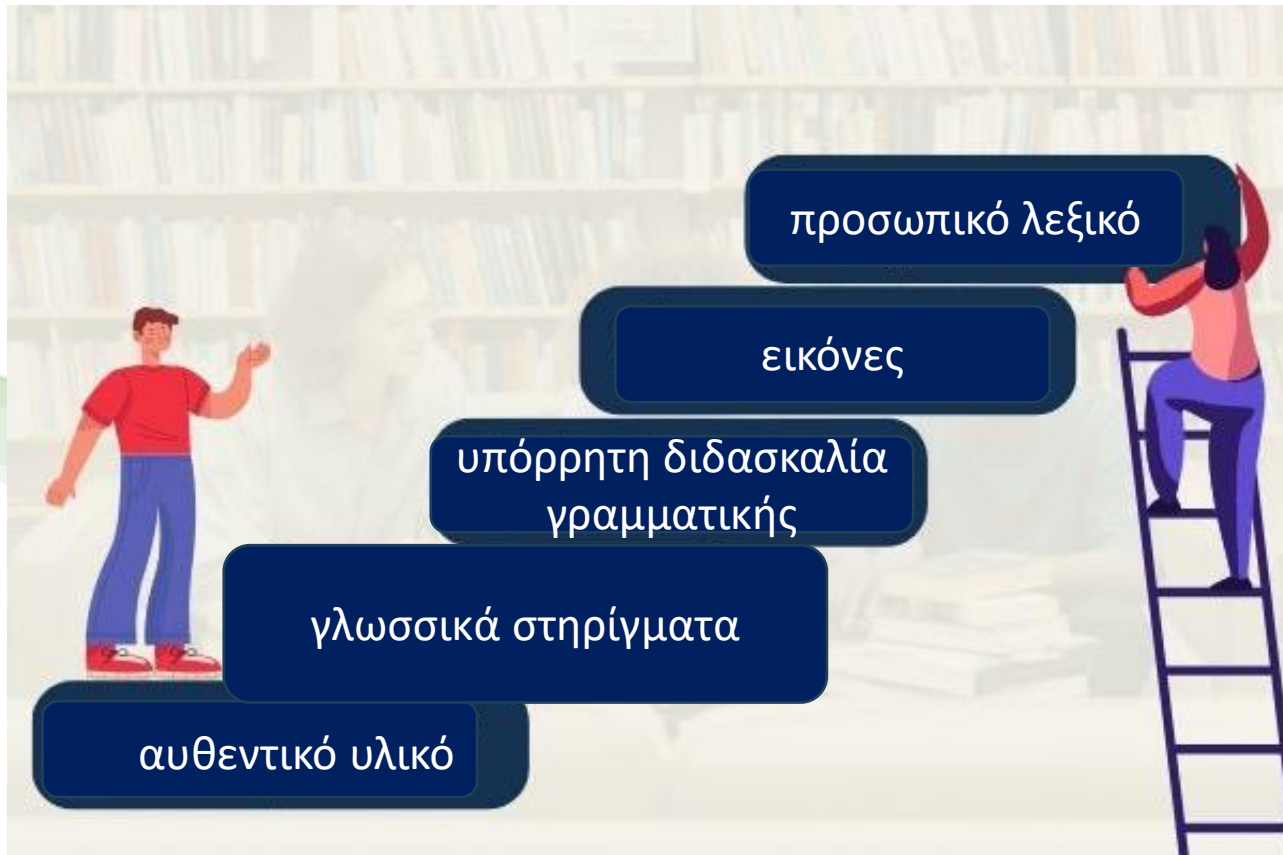 προσωπικό λεξικό
εικόνες
υπόρρητη διδασκαλία
γραμματικής
γλωσσικά στηρίγματα
αυθεντικό υλικό